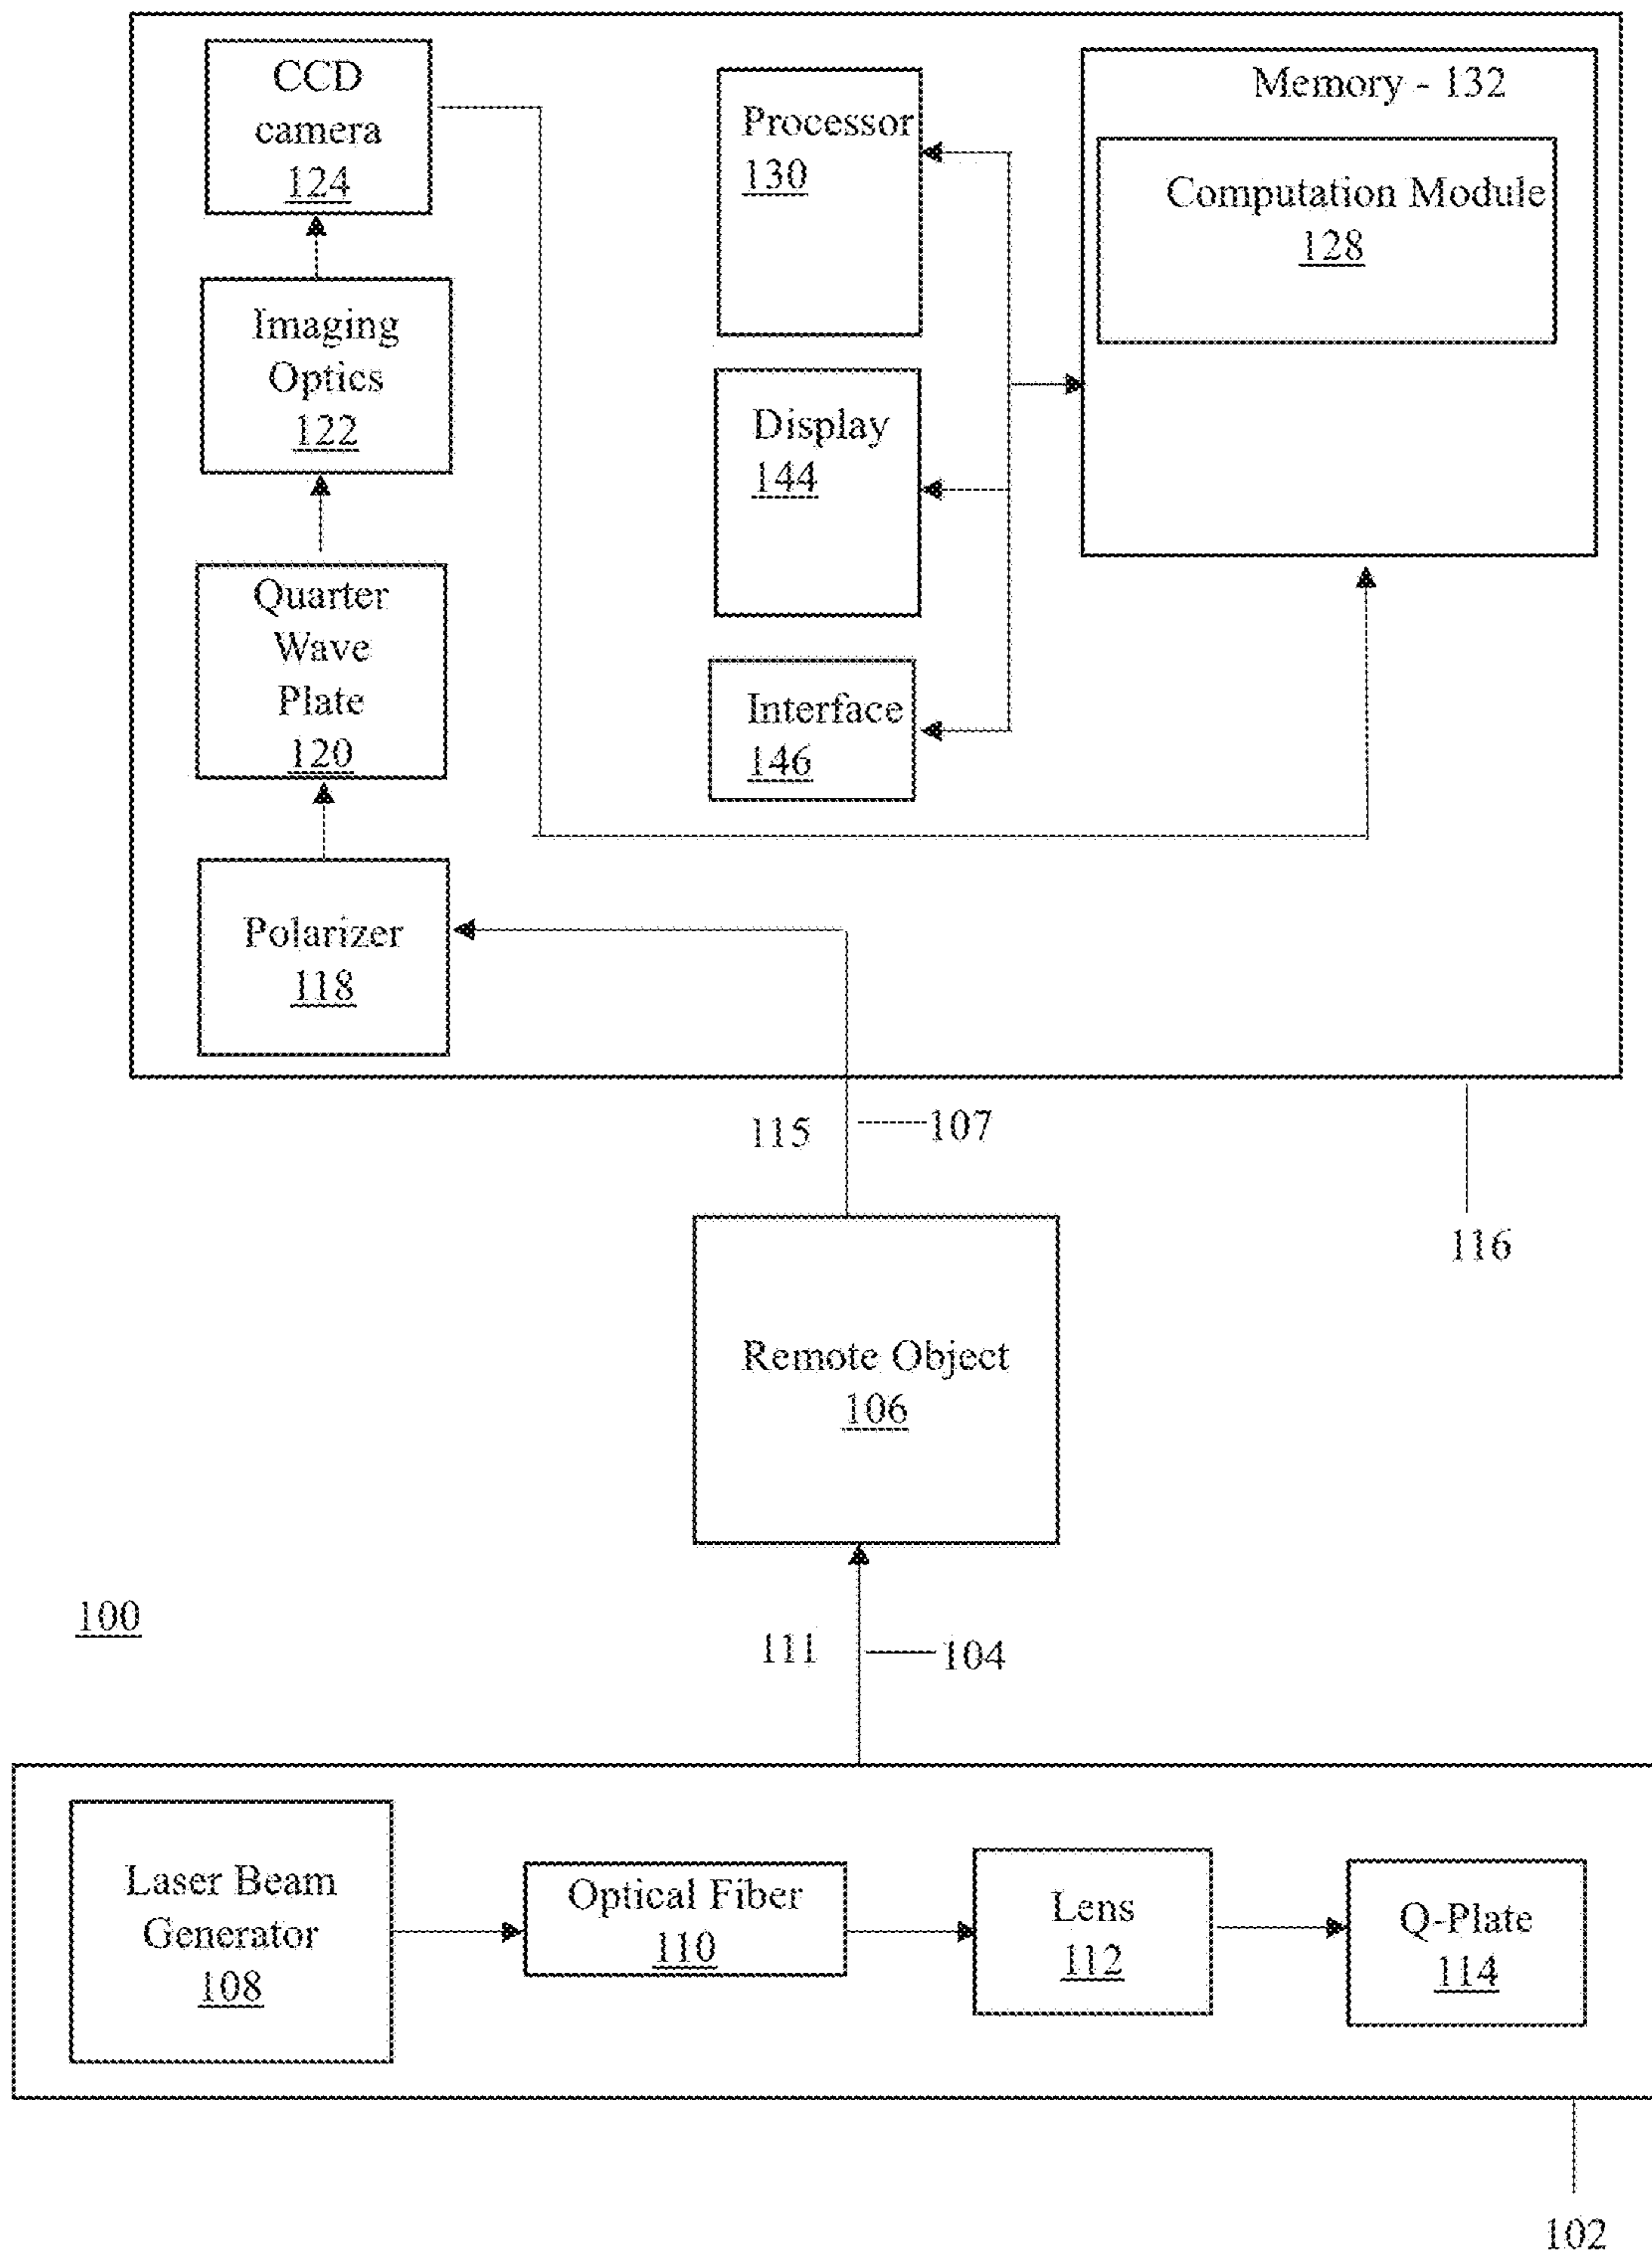 CCD
camera
124
Imaging
Optics
122
Quarter
Wave
Plate
120
Polarizer
118
Processor
130
Display
144
Interface
146
Memory - 132
Computation Module
128
115
107
116
Remote Object
106
100
111
104
Laser Beam
Generator
108
Optical Fiber
110
Lens
112
Q-Plate
114
102